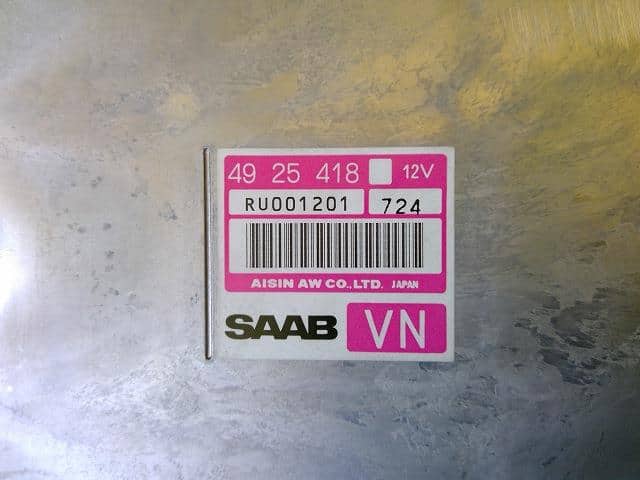 49 25 418 12V
RU001201 724
AISIN AW CO.,LTD. JAPAN
SAAB VN